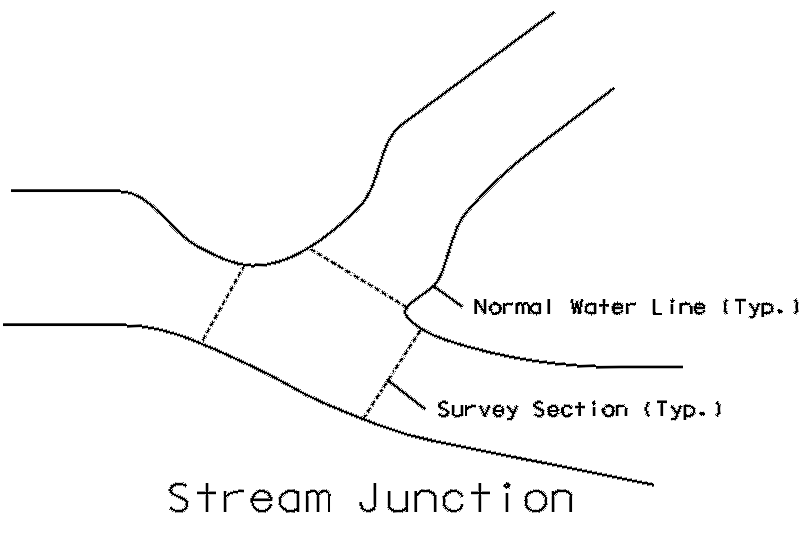 Normal Water Line (Typ.)
Survey Section (Typ.)
Stream Junction